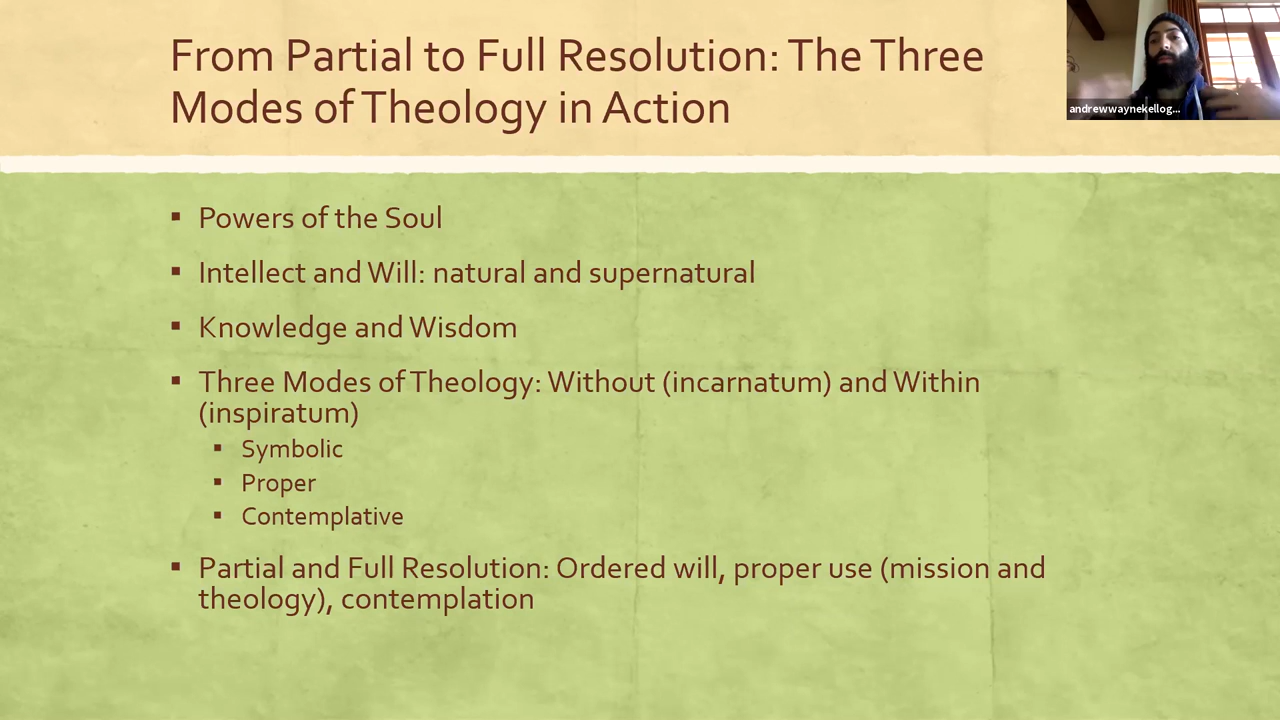 From Partial to Full Resolution: The Three
Modes of Theology in Action
andrewwaynekellog...
▪ Powers of the Soul
▪ Intellect and Will: natural and supernatural
▪ Knowledge and Wisdom
▪ Three Modes of Theology: Without (incarnatum) and Within
(inspiratum)
▪ Symbolic
▪ Proper
▪ Contemplative
▪ Partial and Full Resolution: Ordered will, proper use (mission and
theology), contemplation